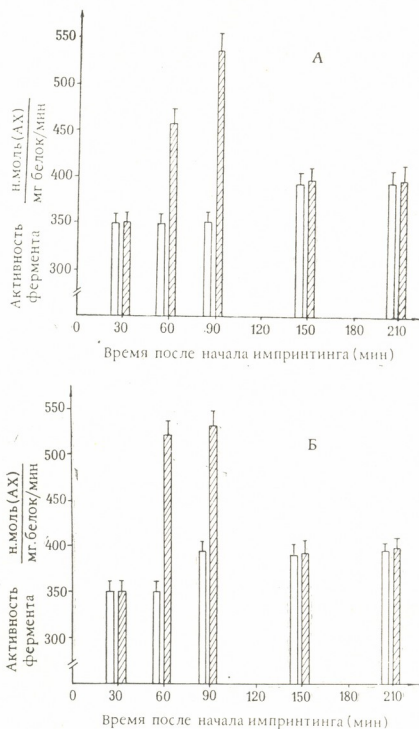 550
500
450
400
350
300
0 30 60 90 120 150 180 210
А
Активность фермента
н.моль(АХ)
мг белок/мин
Время после начала импринтинга (мин)
550
500
450
400
350
300
0 30 60 90 120 150 180 210
Б
Активность фермента
н.моль(АХ)
мг.белок/мин
Время после начала импринтинга (мин)